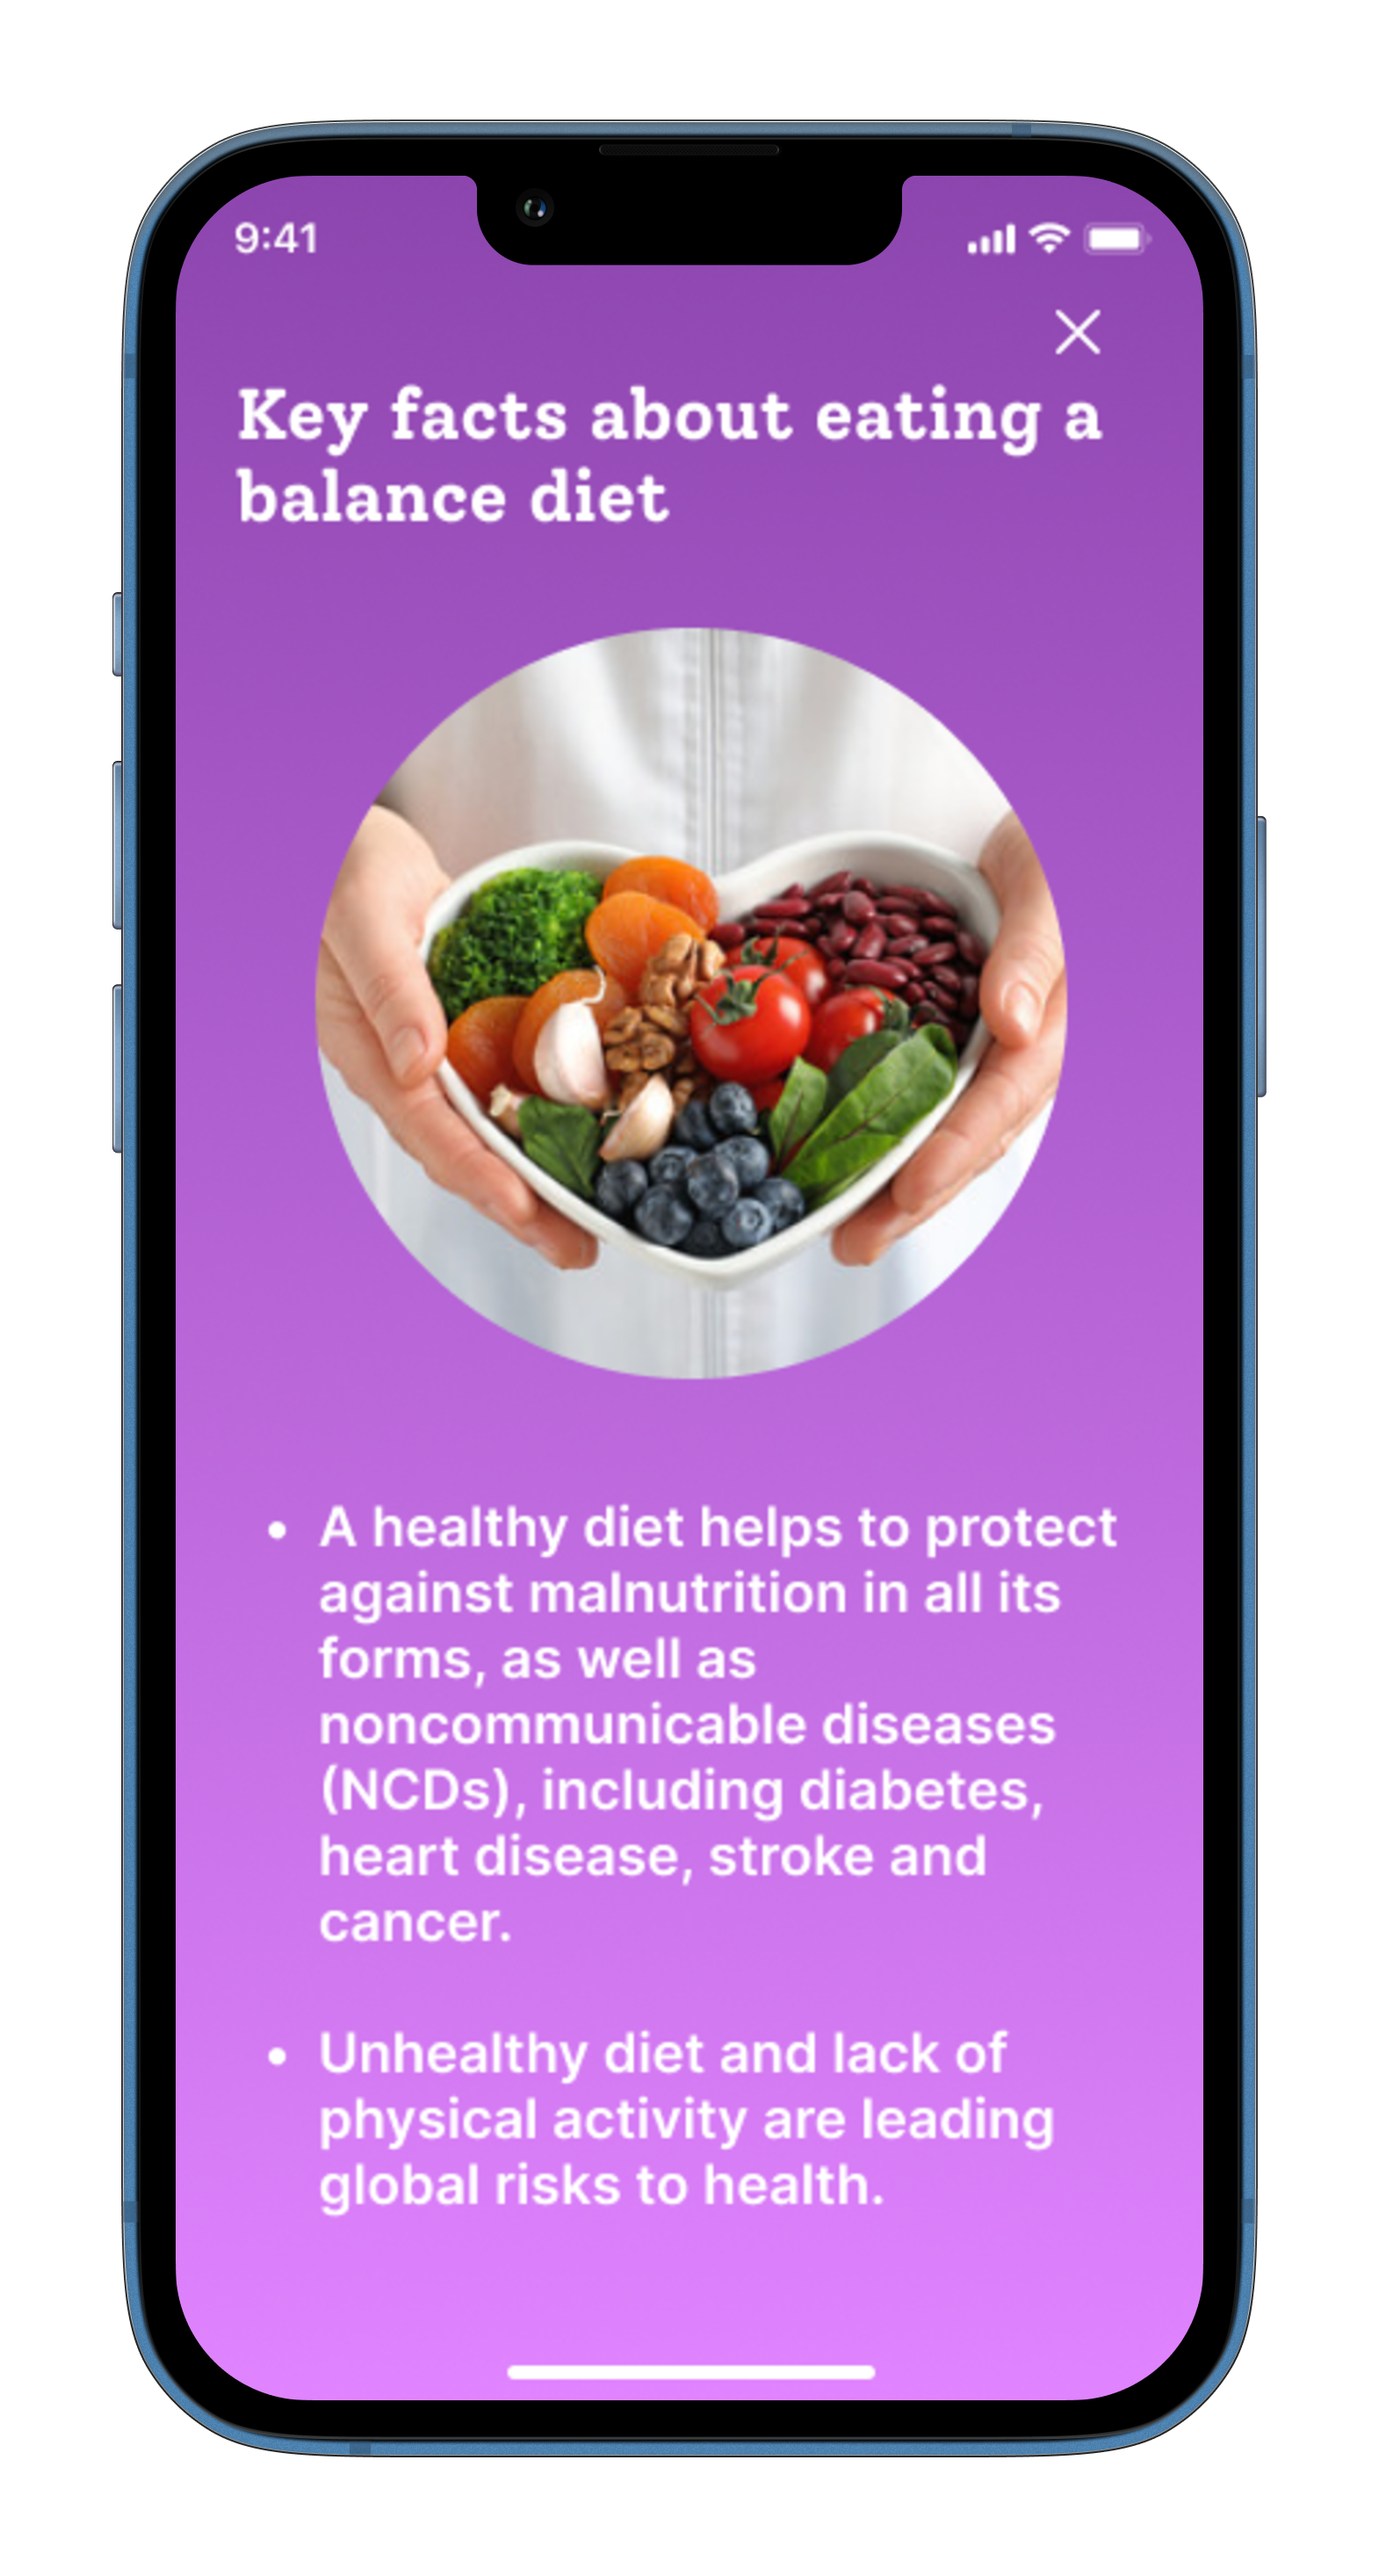 9:41
Key facts about eating a
balance diet
• A healthy diet helps to protect
against malnutrition in all its
forms, as well as
noncommunicable diseases
(NCDs), including diabetes,
heart disease, stroke and
cancer.
• Unhealthy diet and lack of
physical activity are leading
global risks to health.